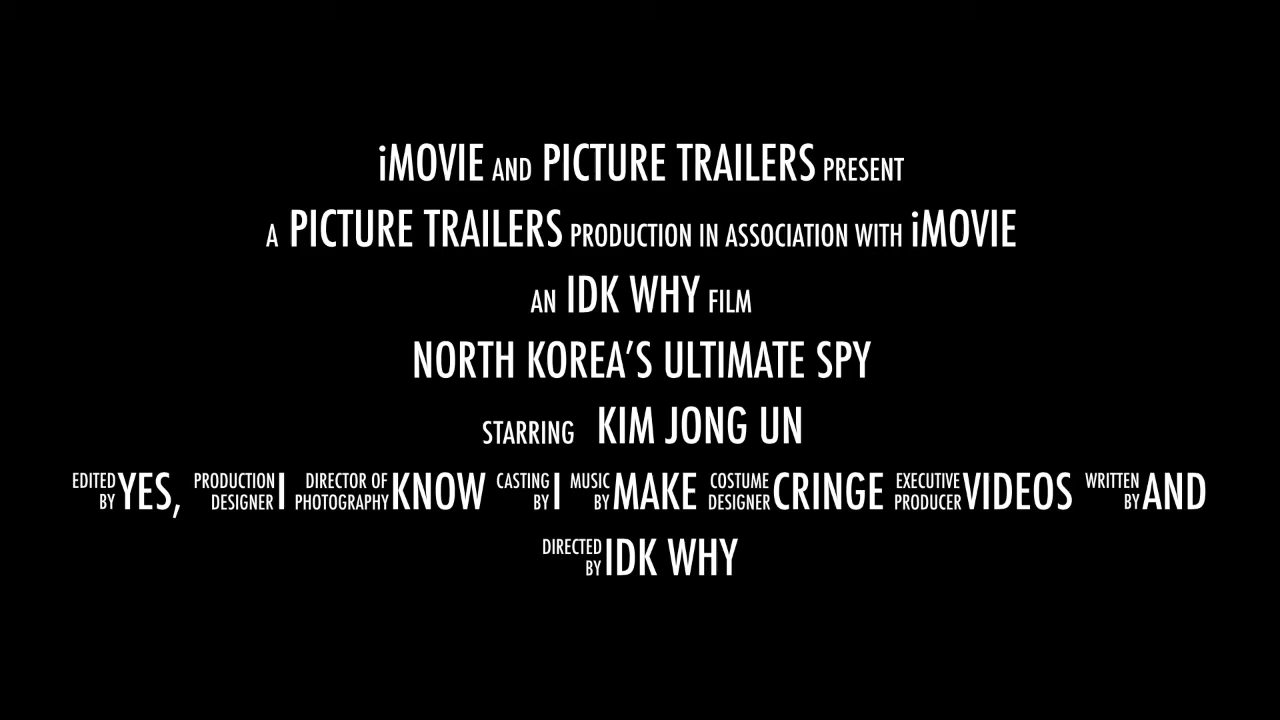 iMOVIE AND PICTURE TRAILERS PRESENT
A PICTURE TRAILERS PRODUCTION IN ASSOCIATION WITH iMOVIE
AN IDK WHY FILM
NORTH KOREA’S ULTIMATE SPY
STARRING KIM JONG UN
EDITED BY YES, PRODUCTION DESIGNER I DIRECTOR OF PHOTOGRAPHY KNOW CASTING BY I MUSIC BY MAKE COSTUME DESIGNER CRINGE EXECUTIVE PRODUCER VIDEOS WRITTEN BY AND
DIRECTED BY IDK WHY